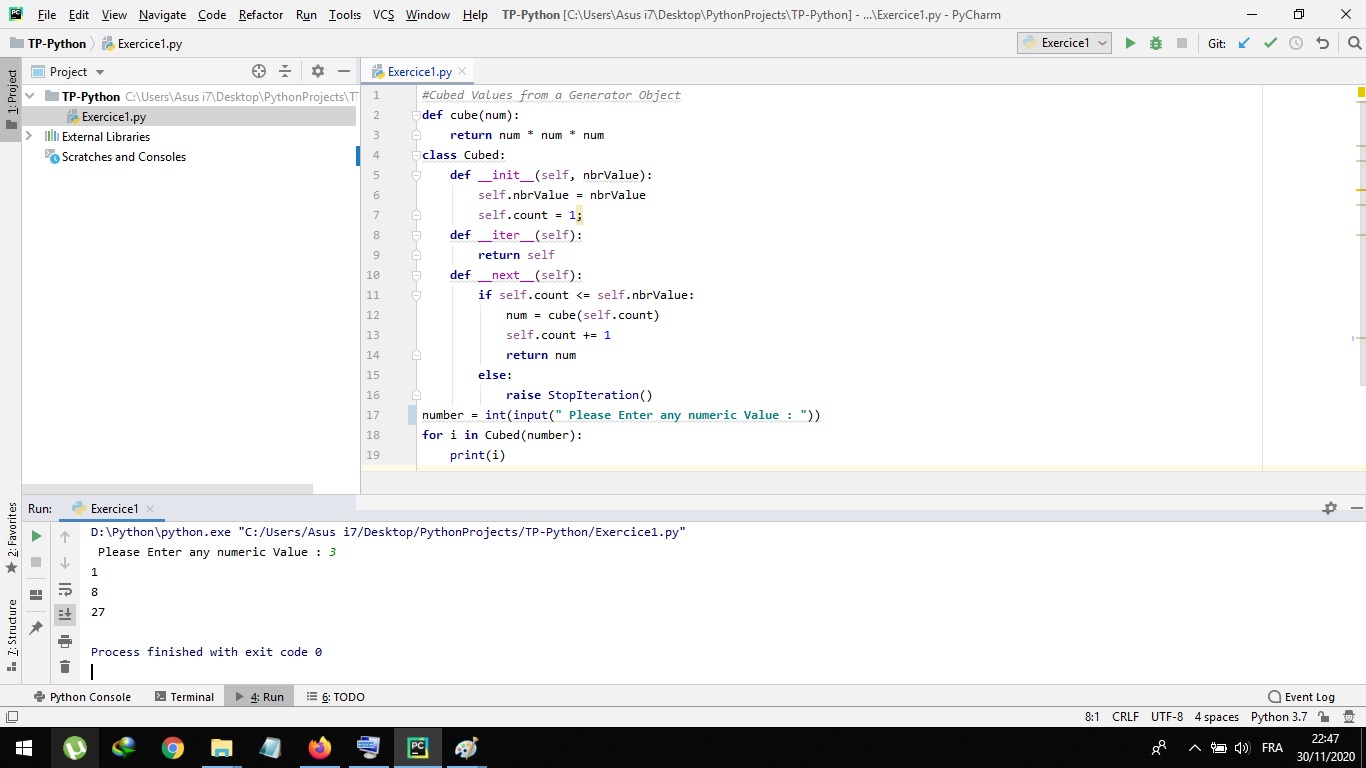 File Edit View Navigate Code Refactor Run Tools VCS Window Help TP-Python [C:\Users\Asus i7\Desktop\PythonProjects\TP-Python] - ...\Exercice1.py - PyCharm
TP-Python Exercice1.py Exercice1 Git:
1: Project
Project
TP-Python C:\Users\Asus i7\Desktop\PythonProjects\TP
Exercice1.py
External Libraries
Scratches and Consoles
Exercice1.py
1 #Cubed Values from a Generator Object
2 def cube(num):
3     return num * num * num
4 class Cubed:
5     def __init__(self, nbrValue):
6         self.nbrValue = nbrValue
7         self.count = 1;
8     def __iter__(self):
9         return self
10     def __next__(self):
11         if self.count <= self.nbrValue:
12             num = cube(self.count)
13             self.count += 1
14             return num
15         else:
16             raise StopIteration()
17 number = int(input(" Please Enter any numeric Value : "))
18 for i in Cubed(number):
19     print(i)
2: Favorites
7: Structure
Run: Exercice1
D:\Python\python.exe "C:/Users/Asus i7/Desktop/PythonProjects/TP-Python/Exercice1.py"
 Please Enter any numeric Value : 3
1
8
27
Process finished with exit code 0
Python Console Terminal 4: Run 6: TODO Event Log
8:1 CRLF UTF-8 4 spaces Python 3.7
PC FRA 22:47
30/11/2020